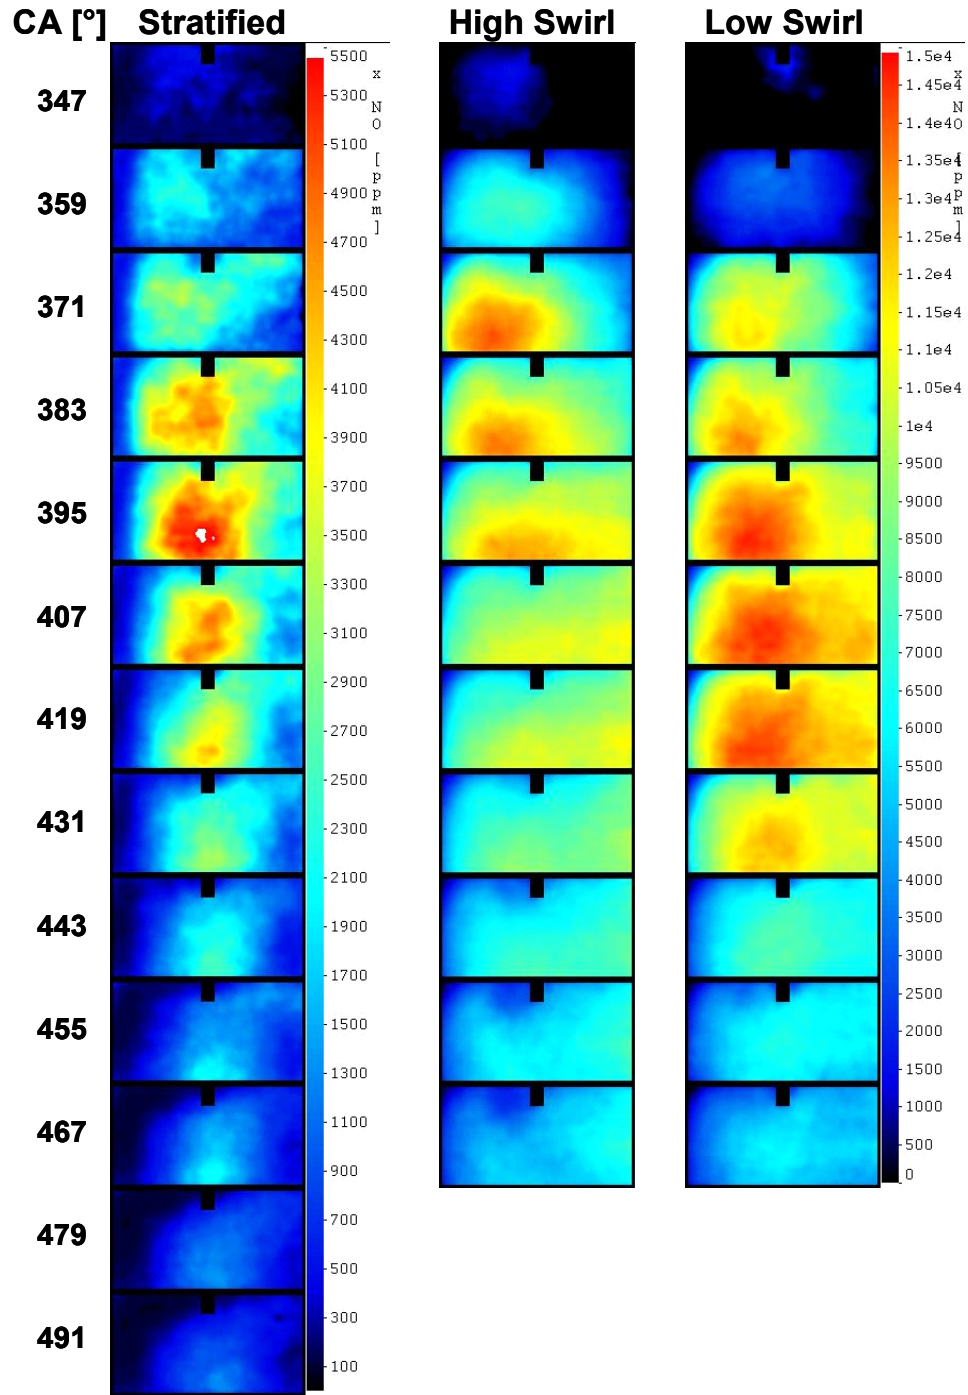 CA [°] Stratified High Swirl Low Swirl
347
359
371
383
395
407
419
431
443
455
467
479
491
5500
5300
5100
4900
4700
4500
4300
4100
3900
3700
3500
3300
3100
2900
2700
2500
2300
2100
1900
1700
1500
1300
1100
900
700
500
300
100
x
N
O
[
p
p
m
]
1.5e4
1.45e4
1.4e4
1.35e4
1.3e4
1.25e4
1.2e4
1.15e4
1.1e4
1.05e4
1e4
9500
9000
8500
8000
7500
7000
6500
6000
5500
5000
4500
4000
3500
3000
2500
2000
1500
1000
500
0
x
N
O
[
p
p
m
]